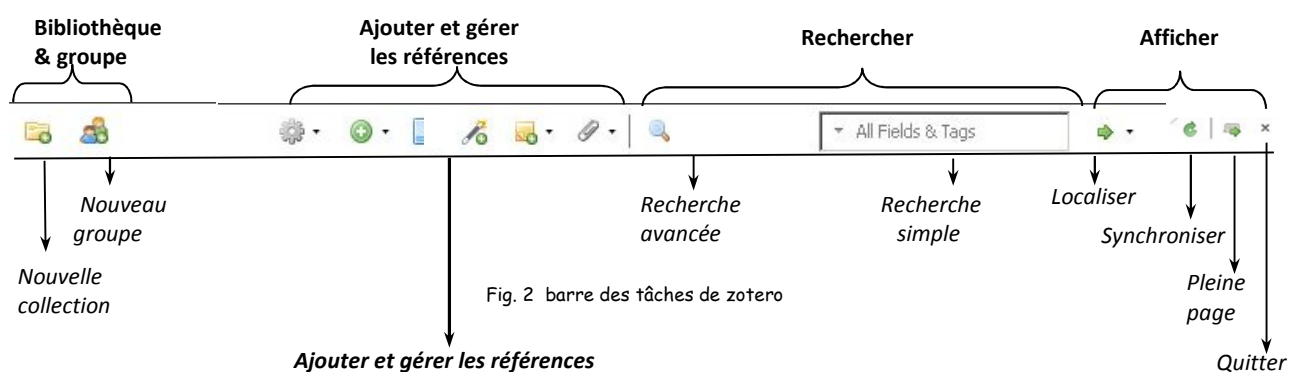 Bibliothèque
& groupe
Ajouter et gérer
les références
Rechercher
Afficher
All Fields & Tags
Nouveau
groupe
Nouvelle
collection
Recherche
avancée
Recherche
simple
Localiser
Synchroniser
Pleine
page
Quitter
Fig. 2 barre des tâches de zotero
Ajouter et gérer les références